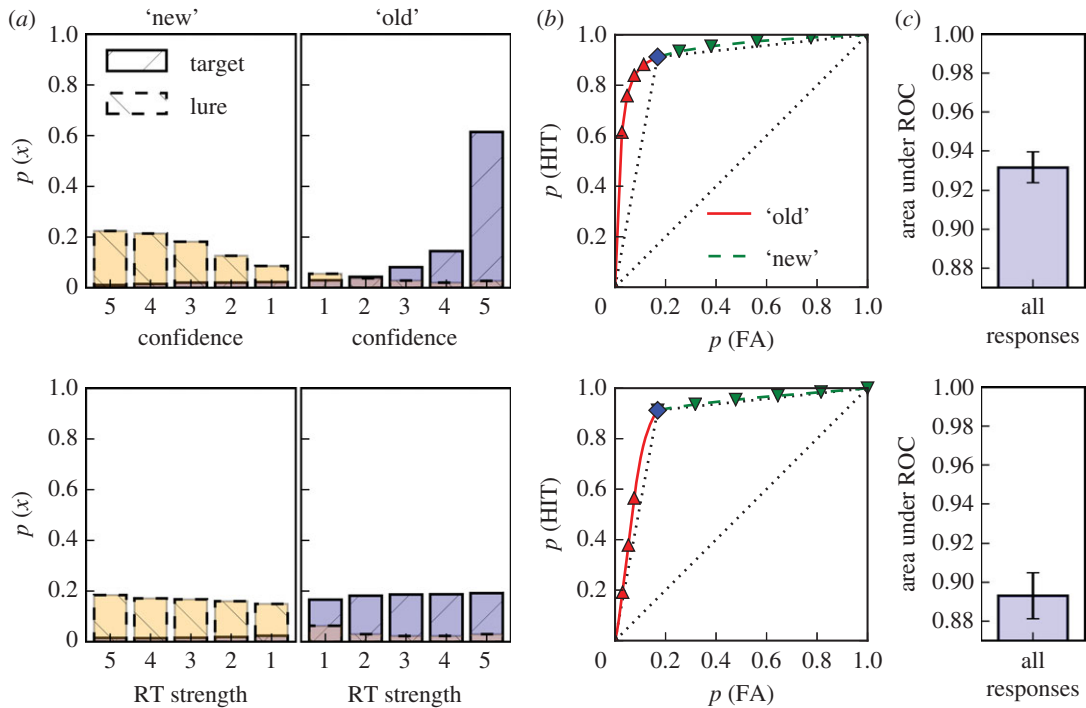 (a) 'new' 'old' (b) (c)
1.0 1.0 1.00
target
lure
0.8 0.8 0.98
0.6 0.6 0.96
p (x) p (HIT) area under ROC
0.4 0.4 0.94
0.2 0.2 0.92
0.90
'old'
'new'
0 0.88
5 4 3 2 1 1 2 3 4 5 0 0.2 0.4 0.6 0.8 1.0 all
confidence confidence p (FA) responses
1.0 1.0 1.00
0.8 0.8 0.98
0.6 0.6 0.96
p (x) p (HIT) area under ROC
0.4 0.4 0.94
0.2 0.2 0.92
0.90
0 0.88
5 4 3 2 1 1 2 3 4 5 0 0.2 0.4 0.6 0.8 1.0 all
RT strength RT strength p (FA) responses